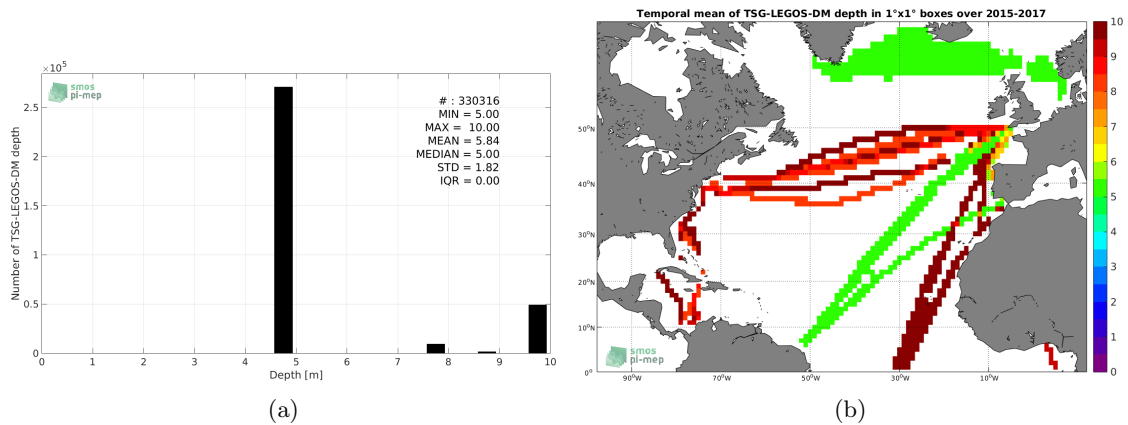 Temporal mean of TSG-LEGOS-DM depth in 1°x1° boxes over 2015-2017
×10⁵
smos
pi-mep
# : 330316
MIN = 5.00
MAX = 10.00
MEAN = 5.84
MEDIAN = 5.00
STD = 1.82
IQR = 0.00
Number of TSG-LEGOS-DM depth
2.5
2
1.5
1
0.5
0
0 1 2 3 4 5 6 7 8 9 10
Depth [m]
50°N
40°N
30°N
20°N
10°N
0°
90°W 70°W 50°W 30°W 10°W
smos
pi-mep
10
9
8
7
6
5
4
3
2
1
0
(a)
(b)